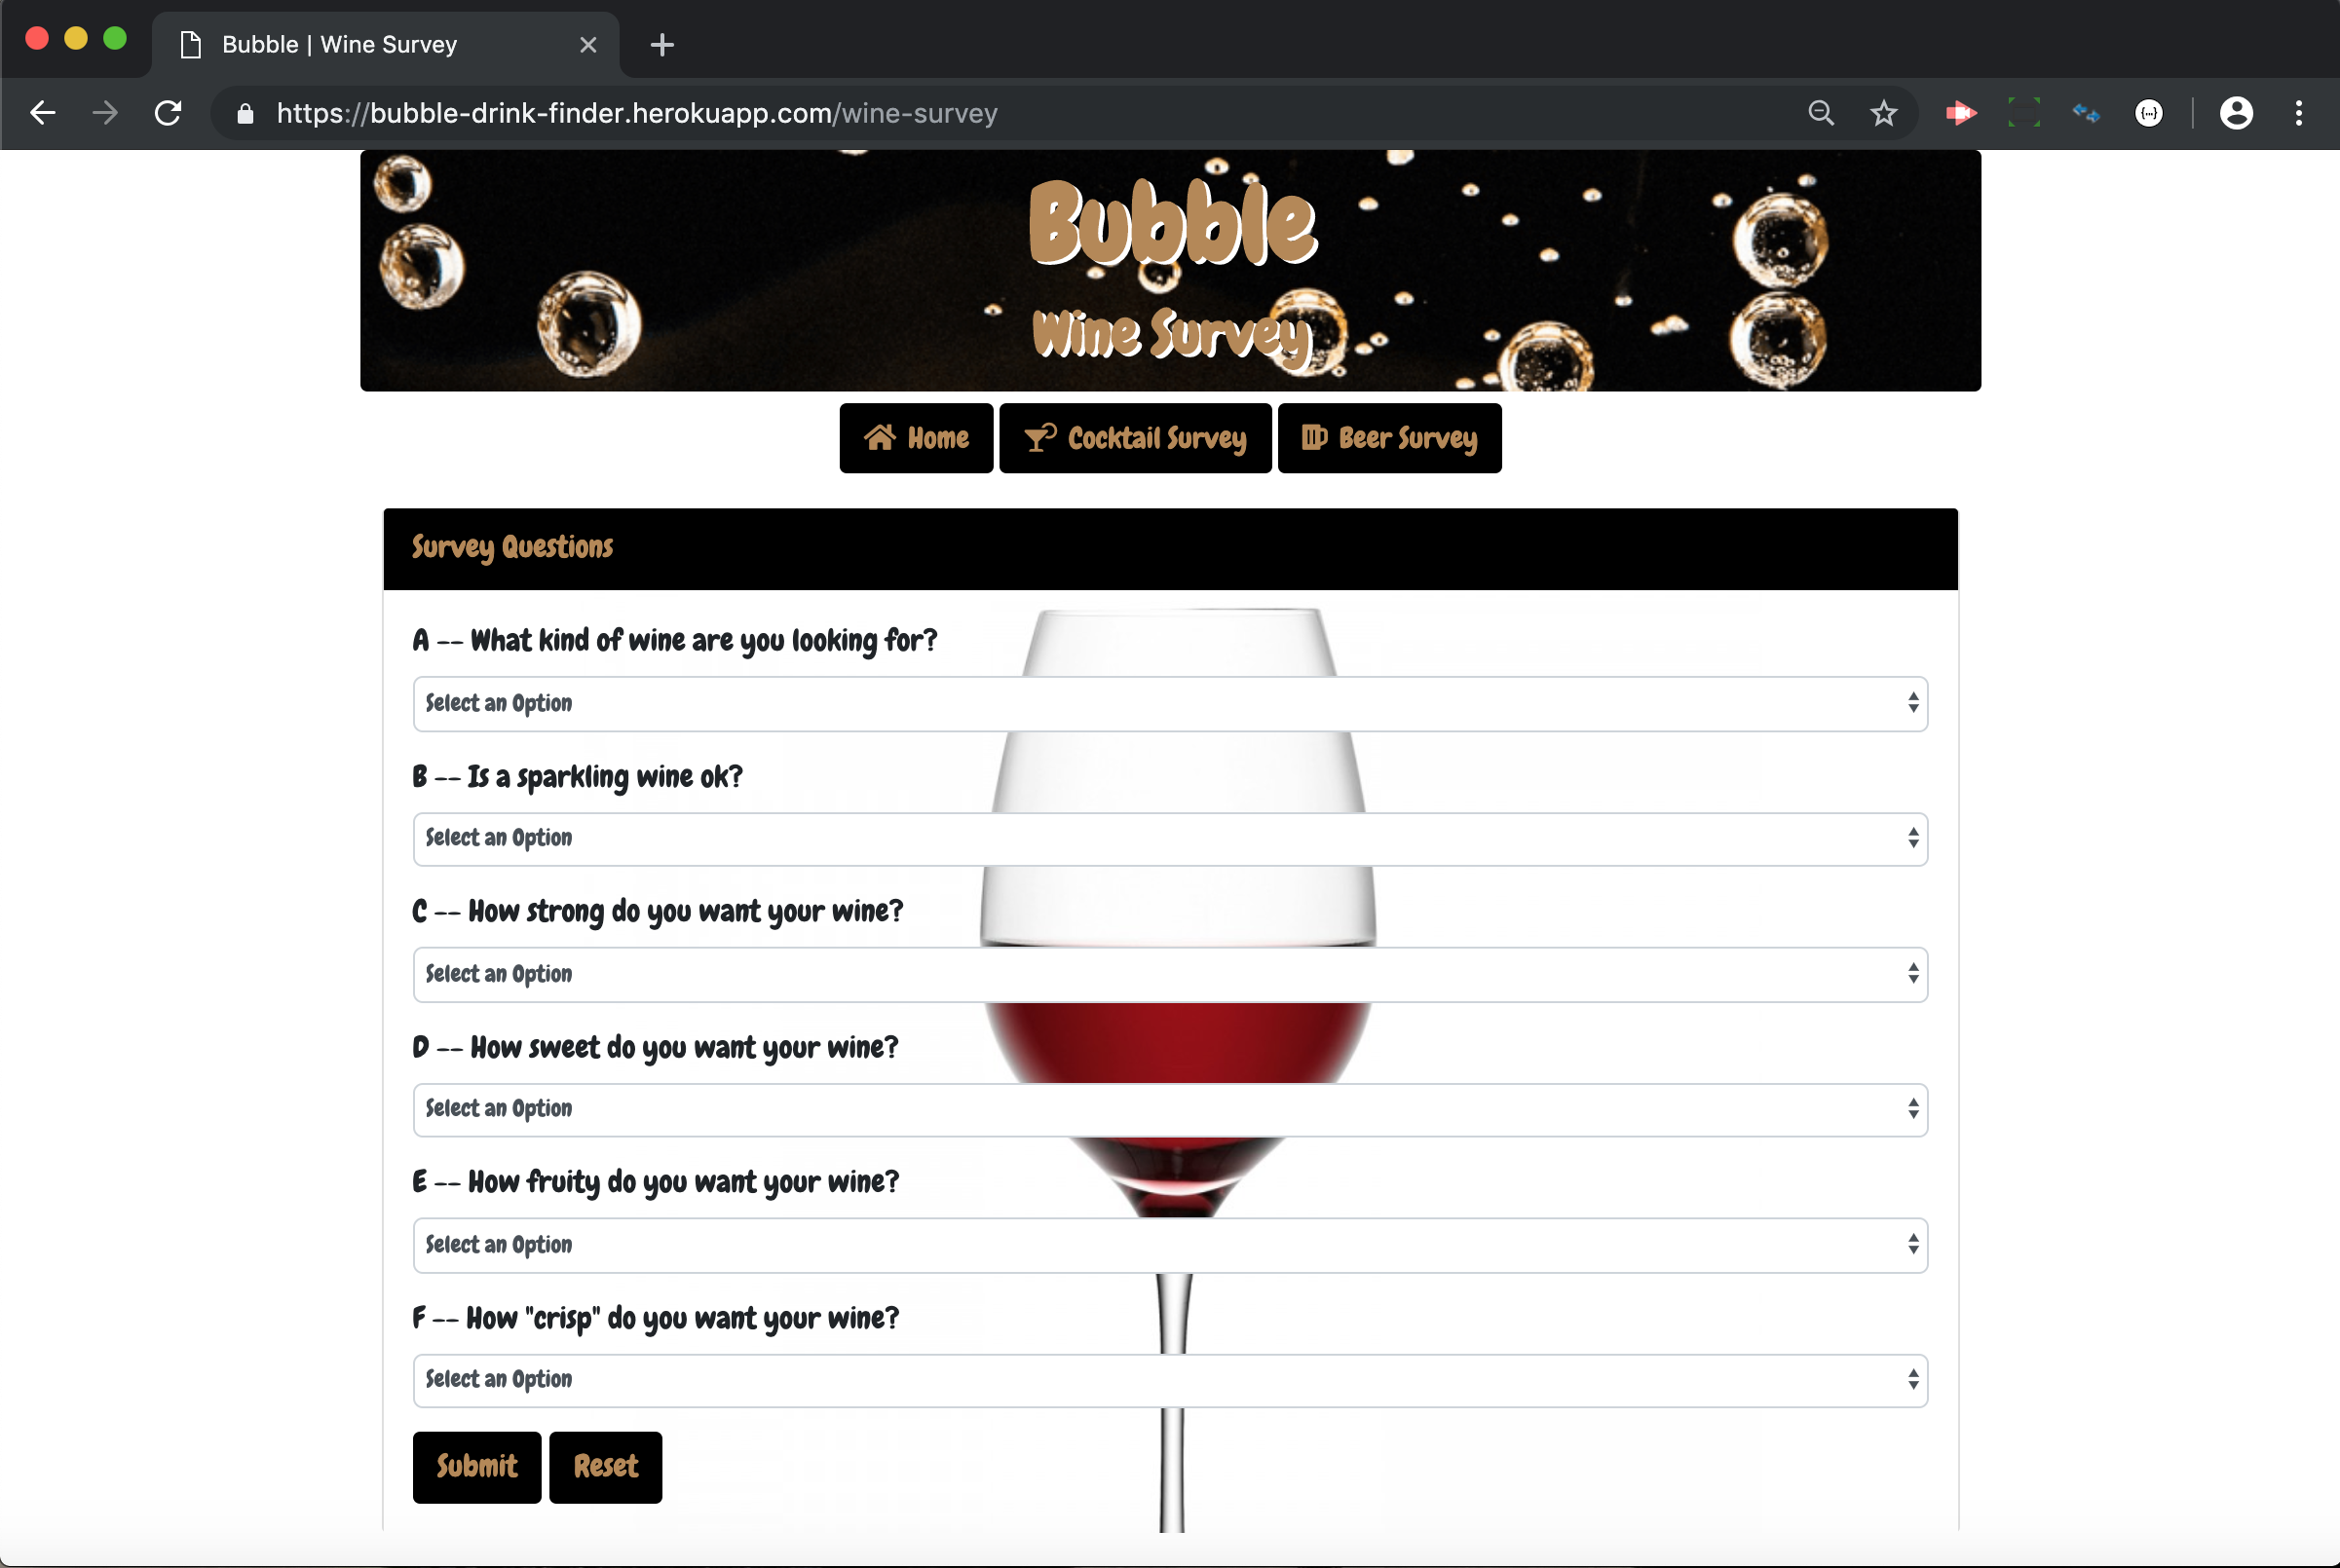 Bubble | Wine Survey
https://bubble-drink-finder.herokuapp.com/wine-survey
Bubble
Wine Survey
Home
Cocktail Survey
Beer Survey
Survey Questions
A -- What kind of wine are you looking for?
Select an Option
B -- Is a sparkling wine ok?
Select an Option
C -- How strong do you want your wine?
Select an Option
D -- How sweet do you want your wine?
Select an Option
E -- How fruity do you want your wine?
Select an Option
F -- How "crisp" do you want your wine?
Select an Option
Submit
Reset